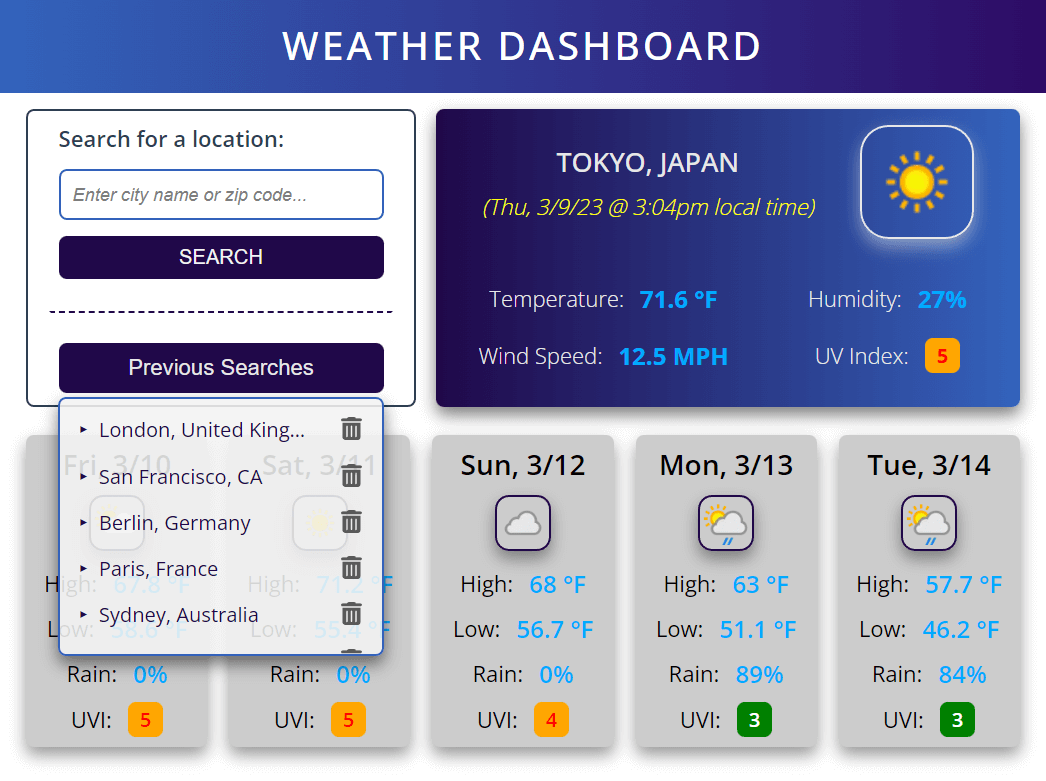 WEATHER DASHBOARD
Search for a location:
Enter city name or zip code...
SEARCH
Previous Searches
London, United King...
San Francisco, CA
Berlin, Germany
Paris, France
Sydney, Australia
TOKYO, JAPAN
(Thu, 3/9/23 @ 3:04pm local time)
Temperature: 71.6 °F
Humidity: 27%
Wind Speed: 12.5 MPH
UV Index: 5
Fri, 3/10
High: 67.8 °F
Low: 58.6 °F
Rain: 0%
UVI: 5
Sat, 3/11
High: 71.2 °F
Low: 55.4 °F
Rain: 0%
UVI: 5
Sun, 3/12
High: 68 °F
Low: 56.7 °F
Rain: 0%
UVI: 4
Mon, 3/13
High: 63 °F
Low: 51.1 °F
Rain: 89%
UVI: 3
Tue, 3/14
High: 57.7 °F
Low: 46.2 °F
Rain: 84%
UVI: 3